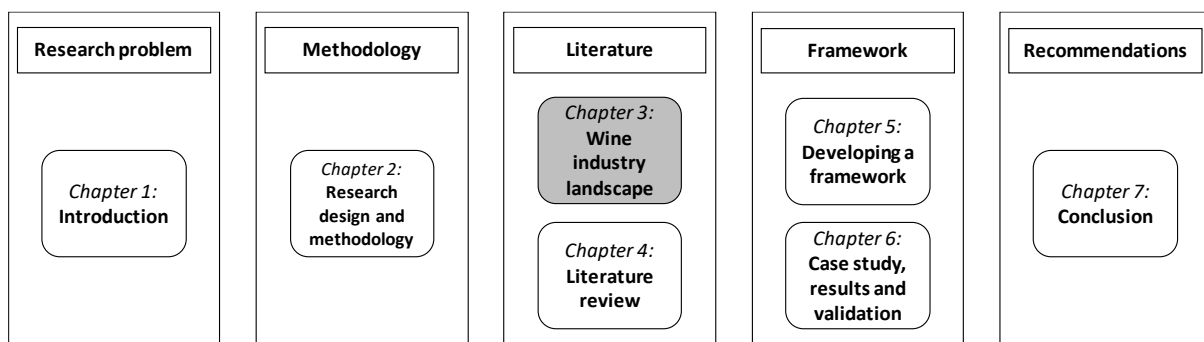 Research problem
Chapter 1:
Introduction
Methodology
Chapter 2:
Research
design and
methodology
Literature
Chapter 3:
Wine
industry
landscape
Chapter 4:
Literature
review
Framework
Chapter 5:
Developing a
framework
Chapter 6:
Case study,
results and
validation
Recommendations
Chapter 7:
Conclusion